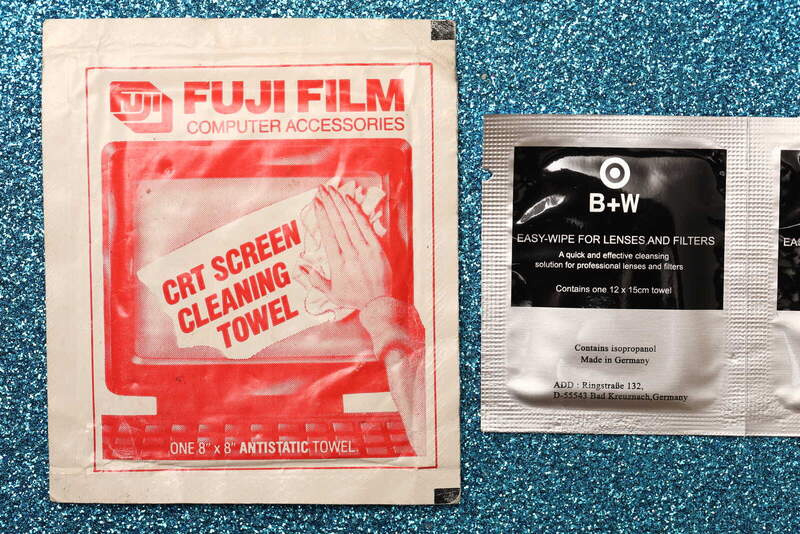 FUJI
FUJI FILM
COMPUTER ACCESSORIES
CRT SCREEN
CLEANING
TOWEL
ONE 8" x 8" ANTISTATIC TOWEL
B+W
EASY-WIPE FOR LENSES AND FILTERS
A quick and effective cleansing
solution for professional lenses and filters
Contains one 12 x 15cm towel
Contains isopropanol
Made in Germany
ADD : Ringstraße 132,
D-55543 Bad Kreuznach,Germany